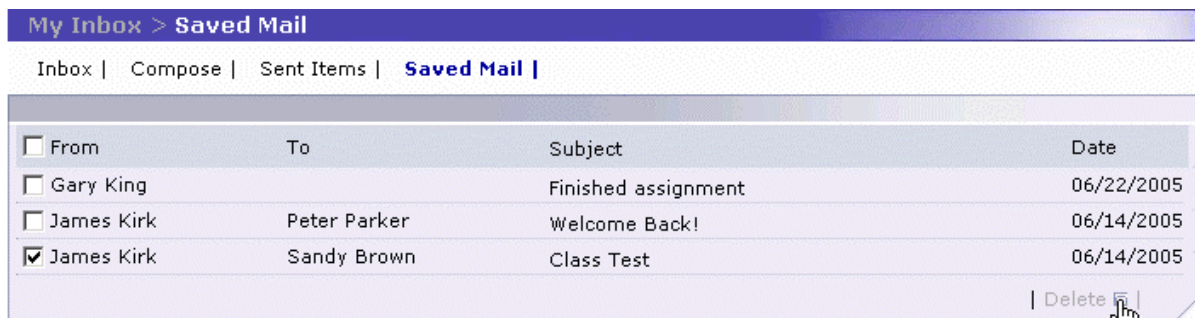 My Inbox > Saved Mail
Inbox | Compose | Sent Items | Saved Mail |
From To Subject Date
Gary King Finished assignment 06/22/2005
James Kirk Peter Parker Welcome Back! 06/14/2005
James Kirk Sandy Brown Class Test 06/14/2005
| Delete |